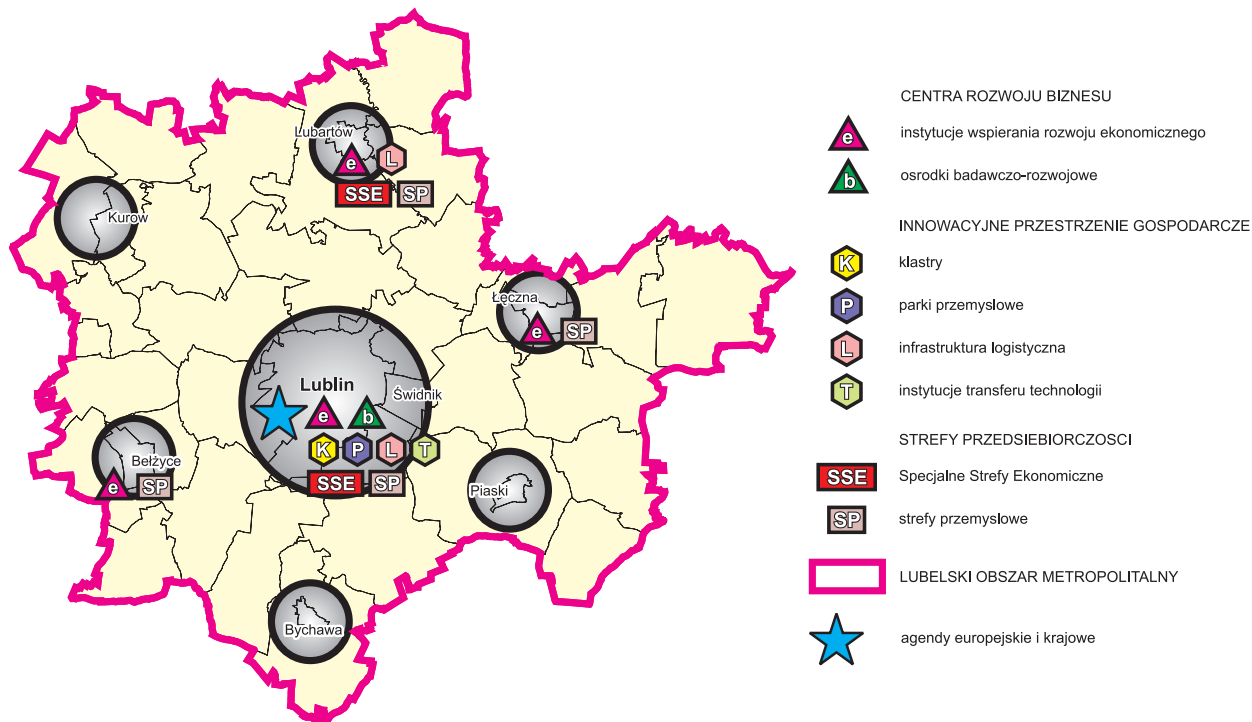 Lubartów
e
L
SSE
SP
Kurow
Łęczna
e
SP
Lublin
Świdnik
e
b
K
P
L
T
SSE
SP
Bełżyce
e
SP
Piaski
Bychawa
CENTRA ROZWOJU BIZNESU
e
instytucje wspierania rozwoju ekonomicznego
b
osrodki badawczo-rozwojowe
INNOWACYJNE PRZESTRZENIE GOSPODARCZE
K
klastry
P
parki przemyslowe
L
infrastruktura logistyczna
T
instytucje transferu technologii
STREFY PRZEDSIEBIORCZOSCI
SSE
Specjalne Strefy Ekonomiczne
SP
strefy przemyslowe
LUBELSKI OBSZAR METROPOLITALNY
agendy europejskie i krajowe